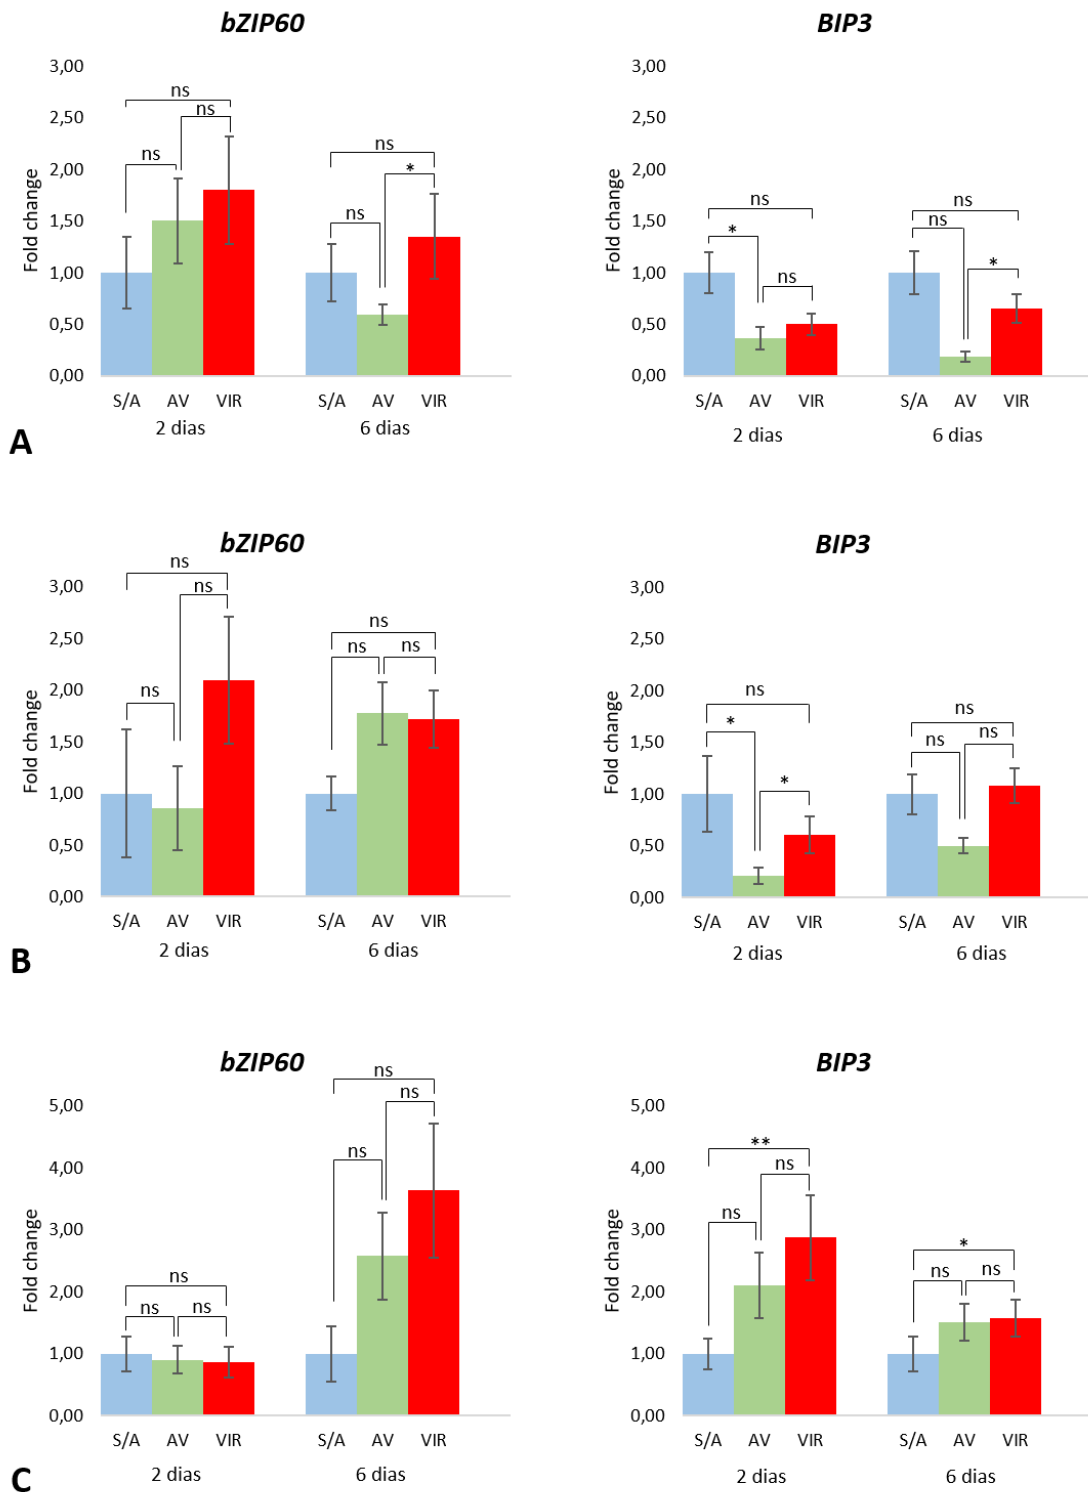 bZIP60
BIP3
Fold change
3,00
2,50
2,00
1,50
1,00
0,50
0,00
ns
ns
ns
ns
*
ns
S/A AV VIR S/A AV VIR
2 dias 6 dias
Fold change
3,00
2,50
2,00
1,50
1,00
0,50
0,00
ns
*
ns
ns
ns
*
S/A AV VIR S/A AV VIR
2 dias 6 dias
A
bZIP60
BIP3
Fold change
3,00
2,50
2,00
1,50
1,00
0,50
0,00
ns
ns
ns
ns
ns
ns
S/A AV VIR S/A AV VIR
2 dias 6 dias
Fold change
3,00
2,50
2,00
1,50
1,00
0,50
0,00
ns
*
*
ns
ns
ns
S/A AV VIR S/A AV VIR
2 dias 6 dias
B
bZIP60
BIP3
Fold change
5,00
4,00
3,00
2,00
1,00
0,00
ns
ns
ns
ns
ns
ns
S/A AV VIR S/A AV VIR
2 dias 6 dias
Fold change
5,00
4,00
3,00
2,00
1,00
0,00
**
ns
ns
*
ns
ns
S/A AV VIR S/A AV VIR
2 dias 6 dias
C